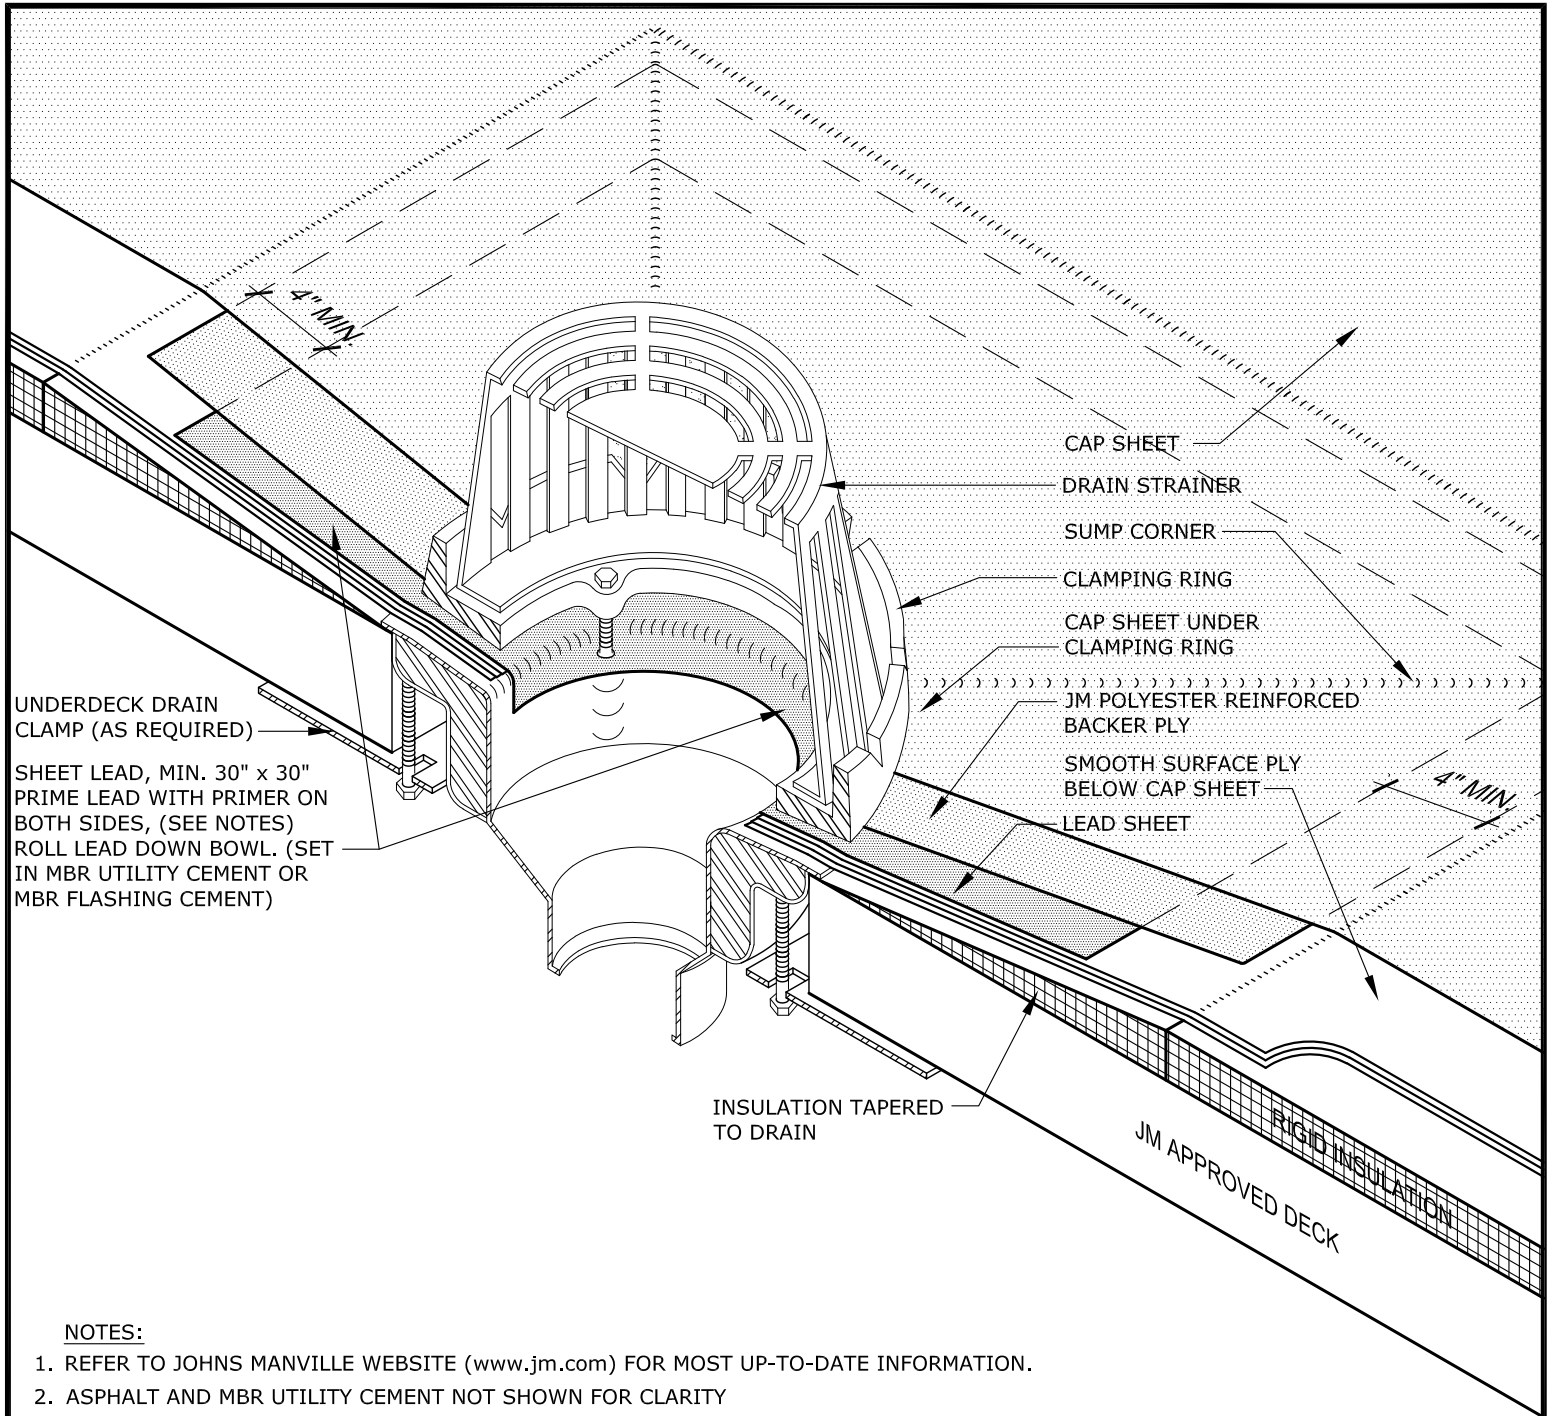 4" MIN.
CAP SHEET
DRAIN STRAINER
SUMP CORNER
CLAMPING RING
CAP SHEET UNDER
CLAMPING RING
JM POLYESTER REINFORCED
BACKER PLY
SMOOTH SURFACE PLY
BELOW CAP SHEET
4" MIN.
LEAD SHEET
UNDERDECK DRAIN
CLAMP (AS REQUIRED)
SHEET LEAD, MIN. 30" x 30"
PRIME LEAD WITH PRIMER ON
BOTH SIDES, (SEE NOTES)
ROLL LEAD DOWN BOWL. (SET
IN MBR UTILITY CEMENT OR
MBR FLASHING CEMENT)
INSULATION TAPERED
TO DRAIN
RIGID INSULATION
JM APPROVED DECK
NOTES:
1. REFER TO JOHNS MANVILLE WEBSITE (www.jm.com) FOR MOST UP-TO-DATE INFORMATION.
2. ASPHALT AND MBR UTILITY CEMENT NOT SHOWN FOR CLARITY